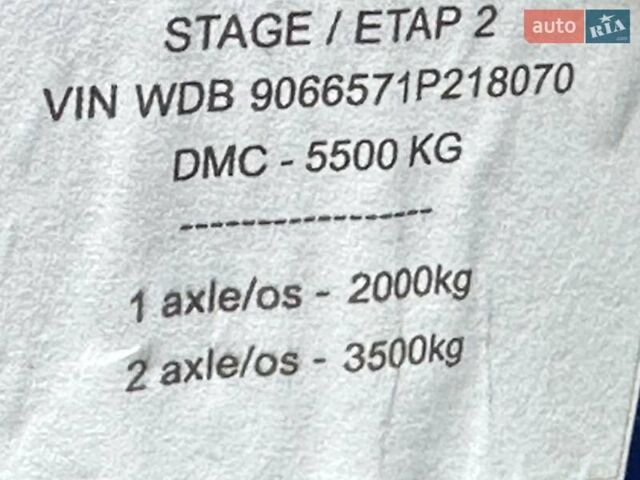 auto RIA .com
STAGE / ETAP 2
VIN WDB 9066571P218070
DMC - 5500 KG
-----------------
1 axle/os - 2000kg
2 axle/os - 3500kg